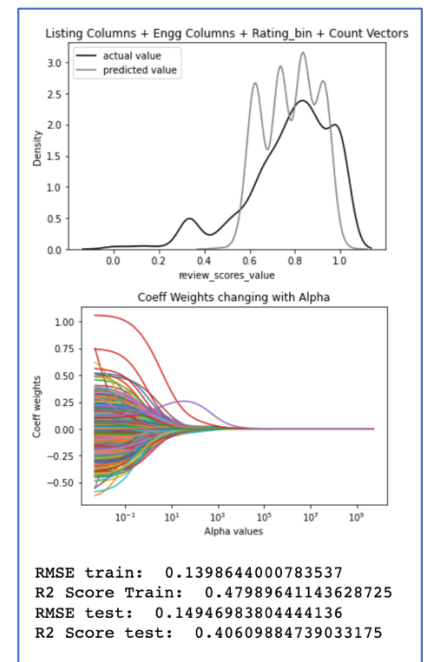 Listing Columns + Engg Columns + Rating_bin + Count Vectors
actual value
predicted value
3.0
2.5
2.0
1.5
1.0
0.5
0.0
Density
0.0 0.2 0.4 0.6 0.8 1.0
review_scores_value
Coeff Weights changing with Alpha
1.00
0.75
0.50
0.25
0.00
−0.25
−0.50
Coeff weights
10⁻¹ 10¹ 10³ 10⁵ 10⁷ 10⁹
Alpha values
RMSE train: 0.1398644000783537
R2 Score Train: 0.47989641143628725
RMSE test: 0.14946983804444136
R2 Score test: 0.40609884739033175